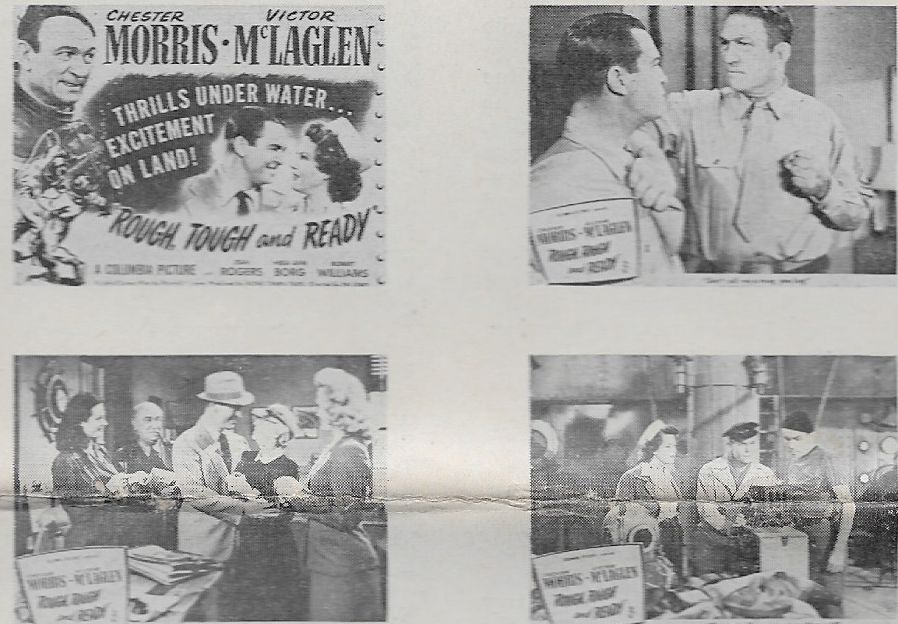 CHESTER VICTOR
MORRIS · McLAGLEN
THRILLS UNDER WATER...
EXCITEMENT
ON LAND!
ROUGH, TOUGH and READY
A COLUMBIA PICTURE
ROGERS BORG WILLIAMS
MORRIS · McLAGLEN
ROUGH, TOUGH
and READY
MORRIS · McLAGLEN
ROUGH, TOUGH
and READY
MORRIS · McLAGLEN
ROUGH, TOUGH
and READY